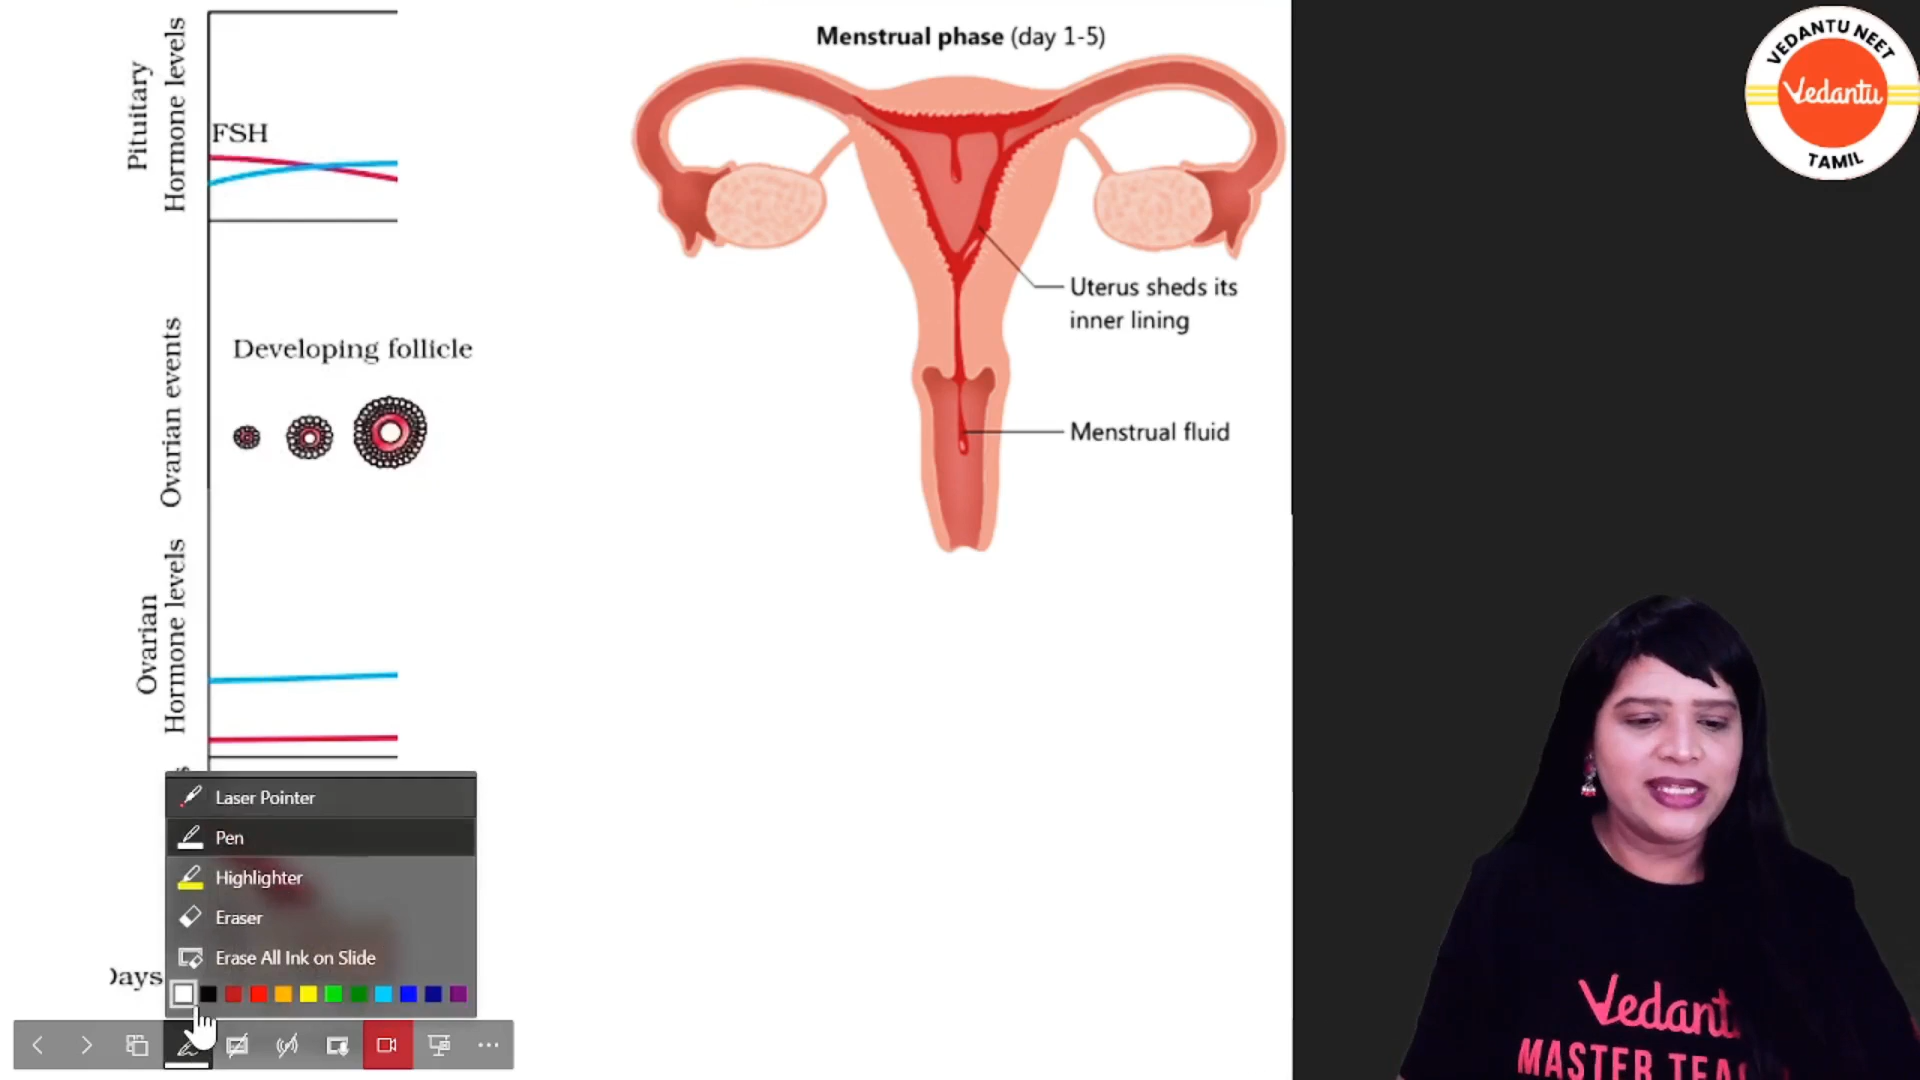 Pituitary
Hormone levels
FSH
Ovarian events
Developing follicle
Ovarian
Hormone levels
Menstrual phase (day 1-5)
Uterus sheds its
inner lining
Menstrual fluid
Laser Pointer
Pen
Highlighter
Eraser
Erase All Ink on Slide
VEDANTU NEET
Vedantu
TAMIL
Vedant
MASTER